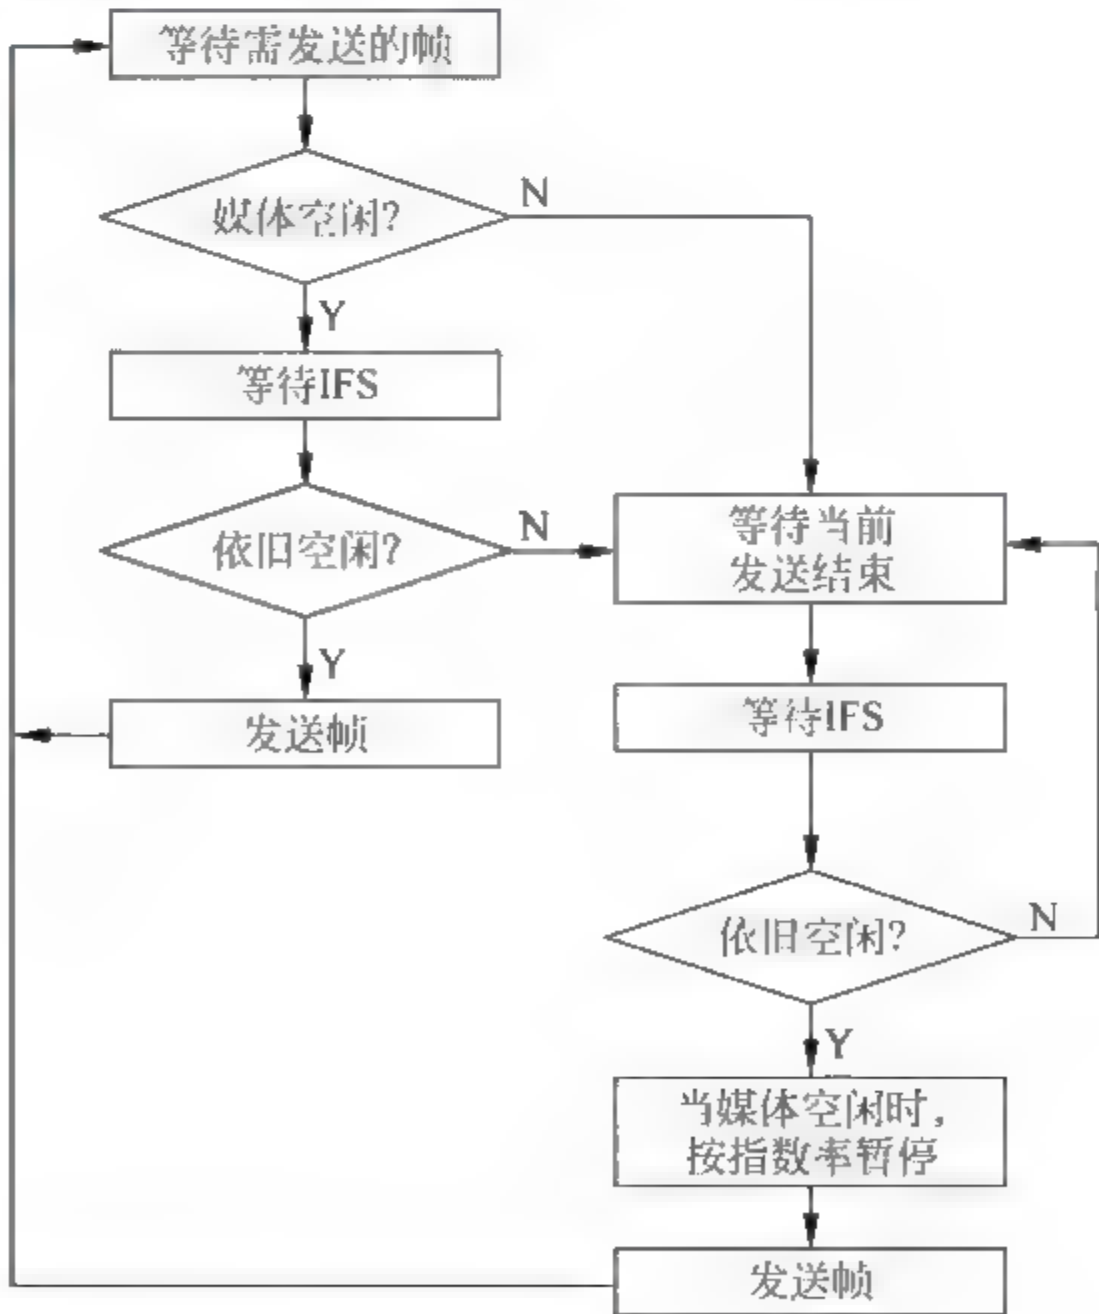 等待需发送的帧
媒体空闲?
N
Y
等待IFS
依旧空闲?
N
等待当前
发送结束
Y
发送帧
等待IFS
依旧空闲?
N
Y
当媒体空闲时,
按指数率暂停
发送帧